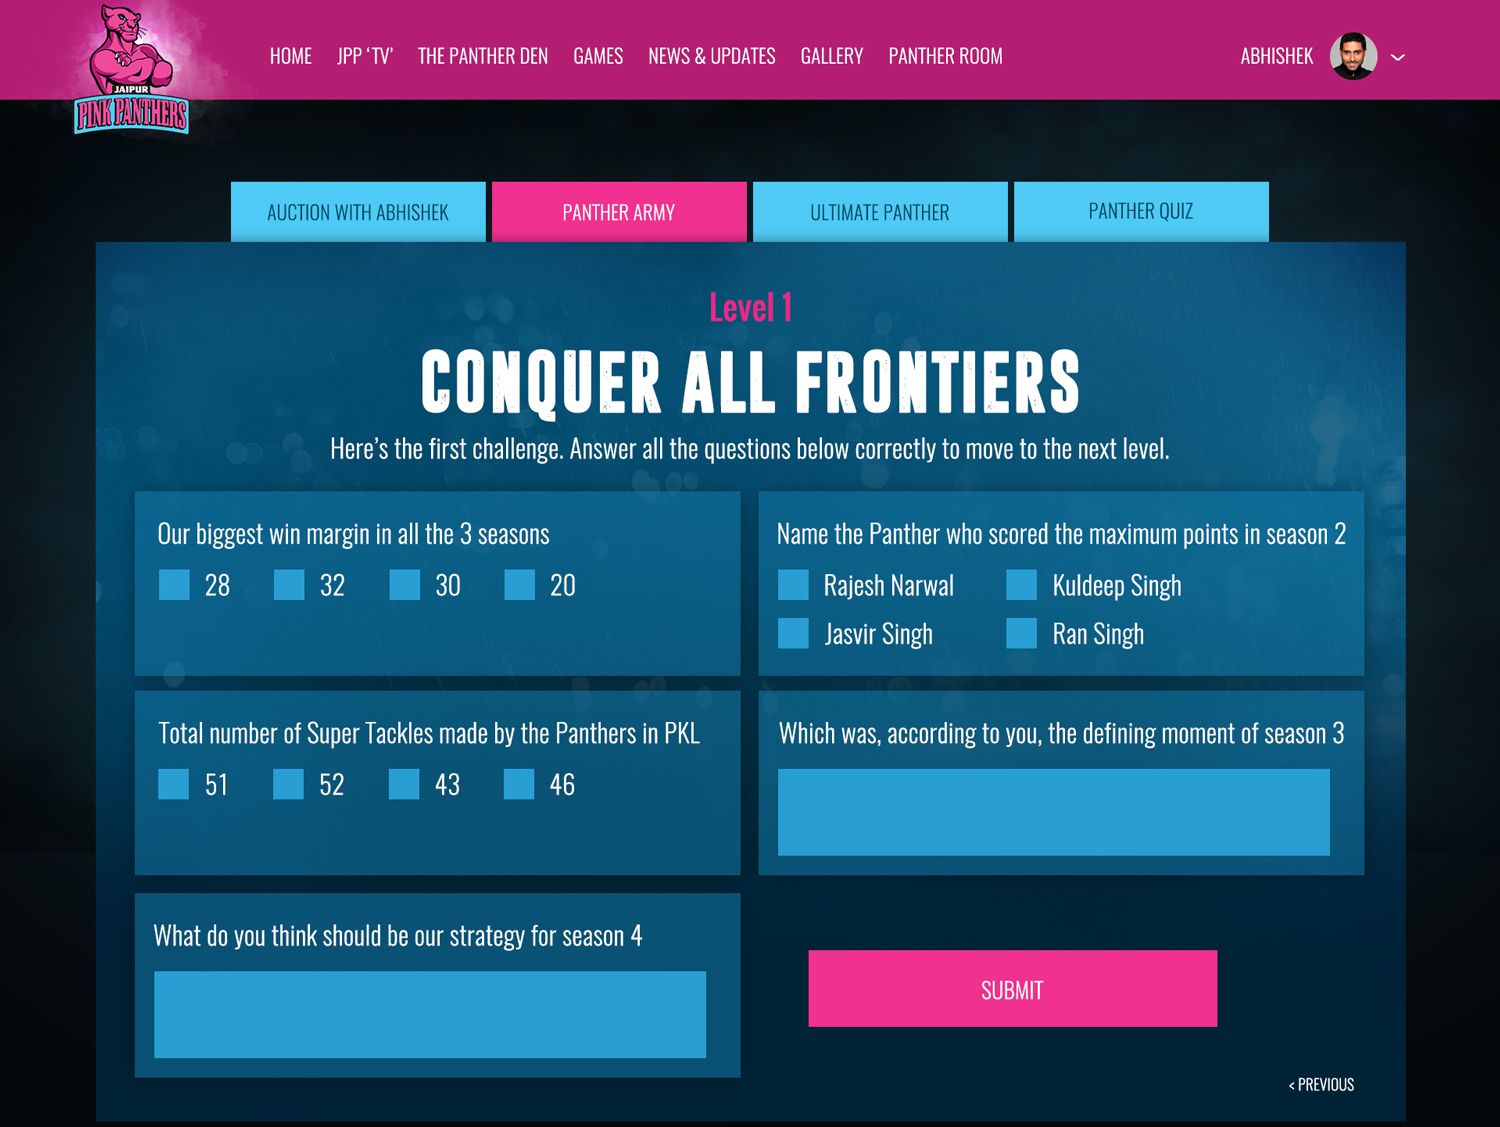 JAIPUR
PINK PANTHERS
HOME JPP ‘TV’ THE PANTHER DEN GAMES NEWS & UPDATES GALLERY PANTHER ROOM
ABHISHEK
AUCTION WITH ABHISHEK
PANTHER ARMY
ULTIMATE PANTHER
PANTHER QUIZ
Level 1
CONQUER ALL FRONTIERS
Here’s the first challenge. Answer all the questions below correctly to move to the next level.
Our biggest win margin in all the 3 seasons
28 32 30 20
Name the Panther who scored the maximum points in season 2
Rajesh Narwal Kuldeep Singh
Jasvir Singh Ran Singh
Total number of Super Tackles made by the Panthers in PKL
51 52 43 46
Which was, according to you, the defining moment of season 3
What do you think should be our strategy for season 4
SUBMIT
< PREVIOUS